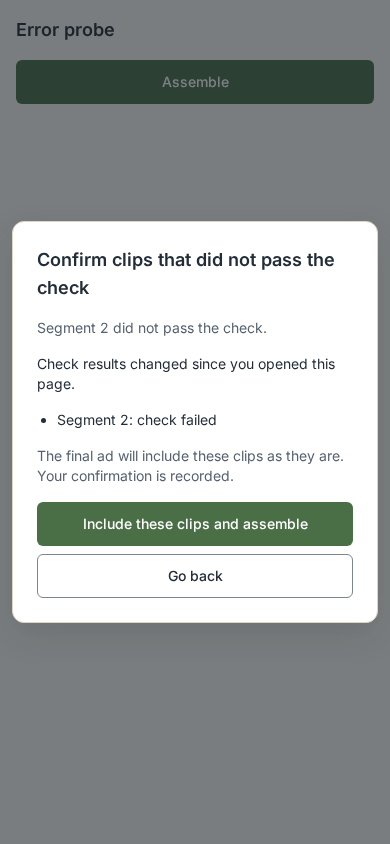 Error probe
Assemble
Confirm clips that did not pass the
check
Segment 2 did not pass the check.
Check results changed since you opened this
page.
• Segment 2: check failed
The final ad will include these clips as they are.
Your confirmation is recorded.
Include these clips and assemble
Go back